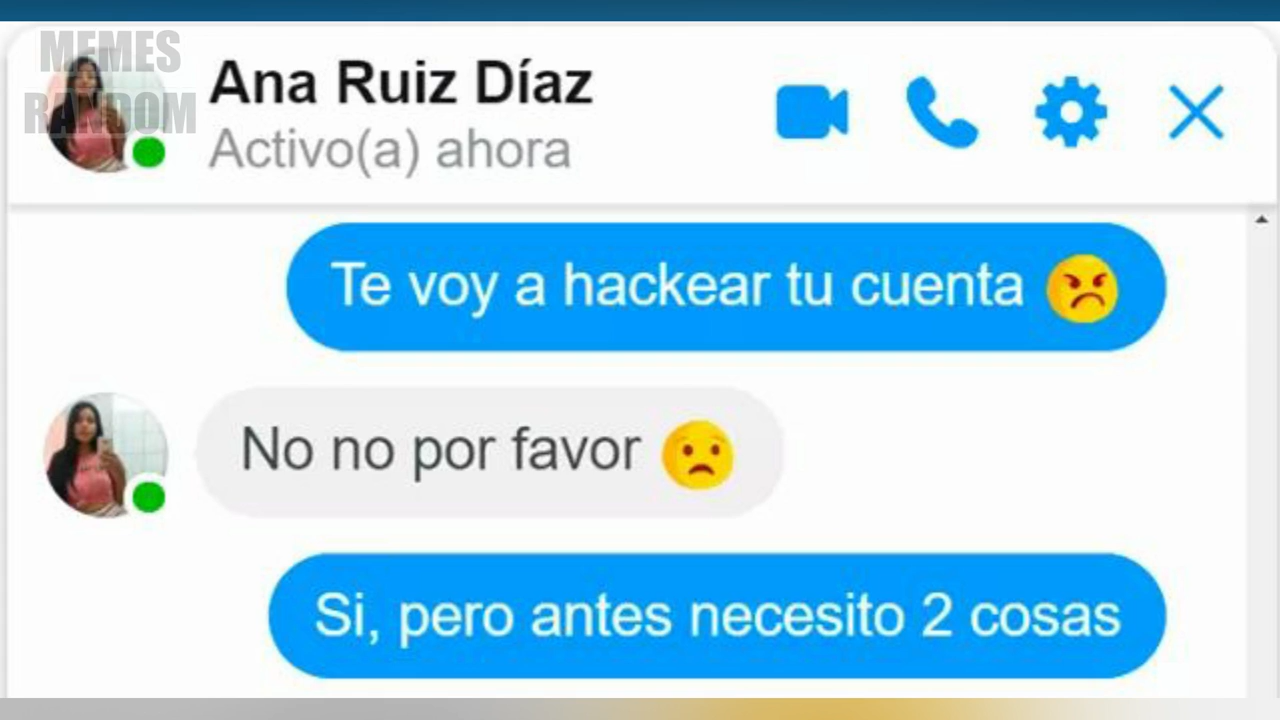 MEMES
RANDOM
Ana Ruiz Díaz
Activo(a) ahora
Te voy a hackear tu cuenta 😡
No no por favor 😟
Si, pero antes necesito 2 cosas